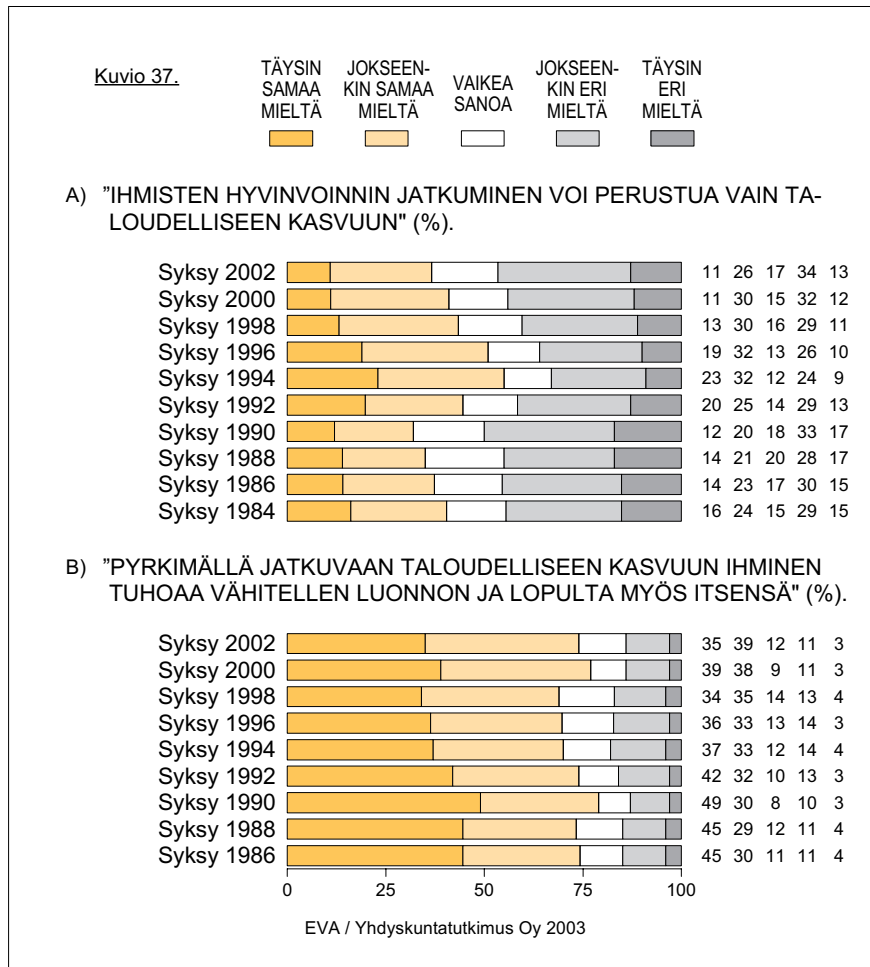 Kuvio 37.
TÄYSIN
SAMAA
MIELTÄ
JOKSEEN-
KIN SAMAA
MIELTÄ
VAIKEA
SANOA
JOKSEEN-
KIN ERI
MIELTÄ
TÄYSIN
ERI
MIELTÄ
A) "IHMISTEN HYVINVOINNIN JATKUMINEN VOI PERUSTUA VAIN TA-
LOUDELLISEEN KASVUUN" (%).
Syksy 2002 11 26 17 34 13
Syksy 2000 11 30 15 32 12
Syksy 1998 13 30 16 29 11
Syksy 1996 19 32 13 26 10
Syksy 1994 23 32 12 24 9
Syksy 1992 20 25 14 29 13
Syksy 1990 12 20 18 33 17
Syksy 1988 14 21 20 28 17
Syksy 1986 14 23 17 30 15
Syksy 1984 16 24 15 29 15
B) "PYRKIMÄLLÄ JATKUVAAN TALOUDELLISEEN KASVUUN IHMINEN
TUHOAA VÄHITELLEN LUONNON JA LOPULTA MYÖS ITSENSÄ" (%).
Syksy 2002 35 39 12 11 3
Syksy 2000 39 38 9 11 3
Syksy 1998 34 35 14 13 4
Syksy 1996 36 33 13 14 3
Syksy 1994 37 33 12 14 4
Syksy 1992 42 32 10 13 3
Syksy 1990 49 30 8 10 3
Syksy 1988 45 29 12 11 4
Syksy 1986 45 30 11 11 4
0 25 50 75 100
EVA / Yhdyskuntatutkimus Oy 2003